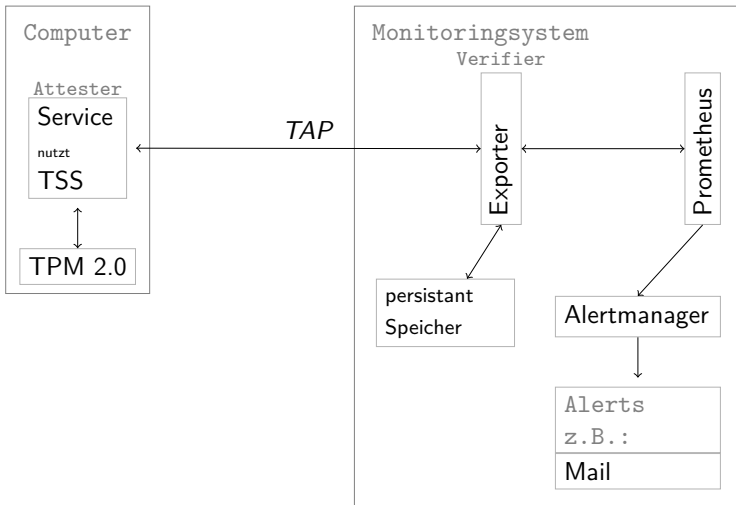 Computer
Attester
Service
nutzt
TSS
TPM 2.0
TAP
Monitoringsystem
Verifier
Exporter
Prometheus
persistant
Speicher
Alertmanager
Alerts
z.B.:
Mail